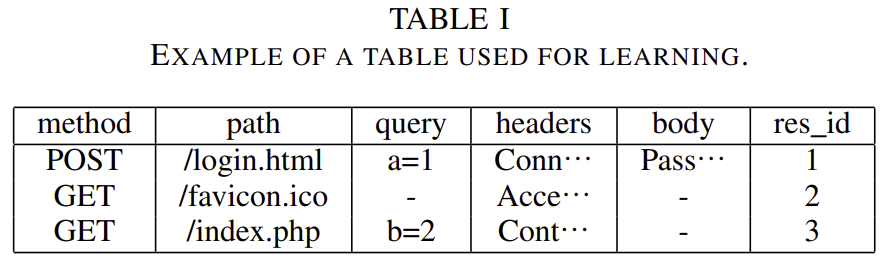 TABLE I
EXAMPLE OF A TABLE USED FOR LEARNING.
method path query headers body res_id
POST /login.html a=1 Conn··· Pass··· 1
GET /favicon.ico - Acce··· - 2
GET /index.php b=2 Cont··· - 3